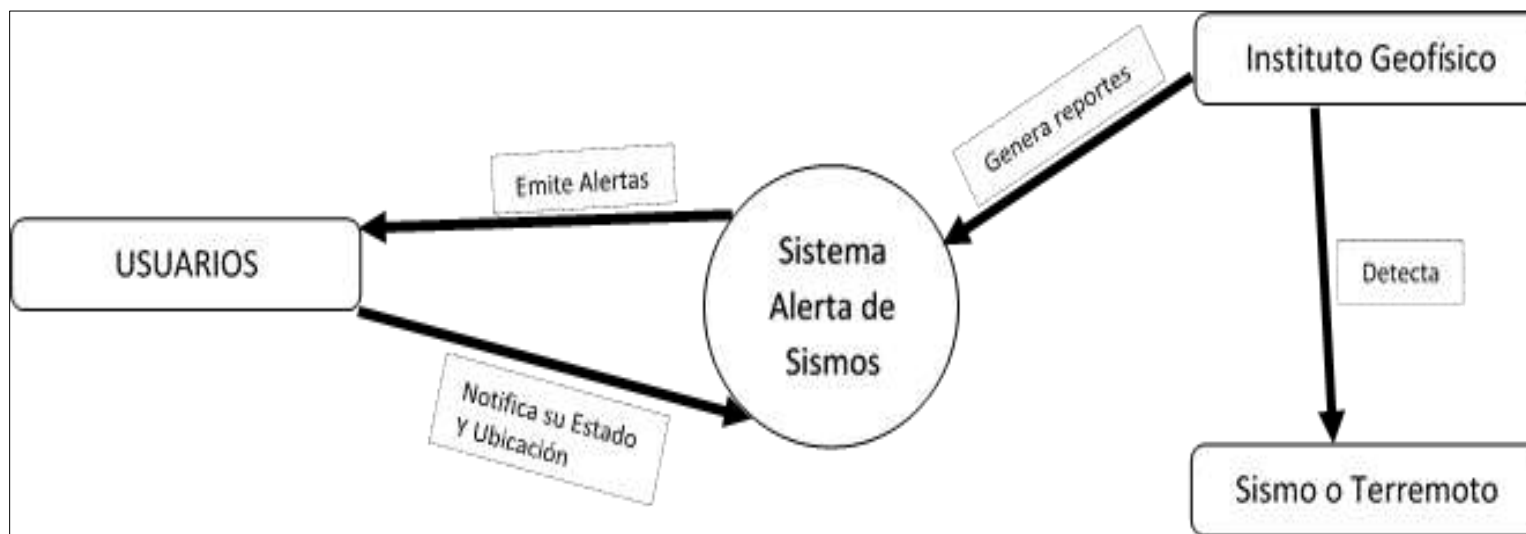 Instituto Geofísico
Genera reportes
Emite Alertas
USUARIOS
Sistema
Alerta de
Sismos
Detecta
Notifica su Estado
Y Ubicación
Sismo o Terremoto